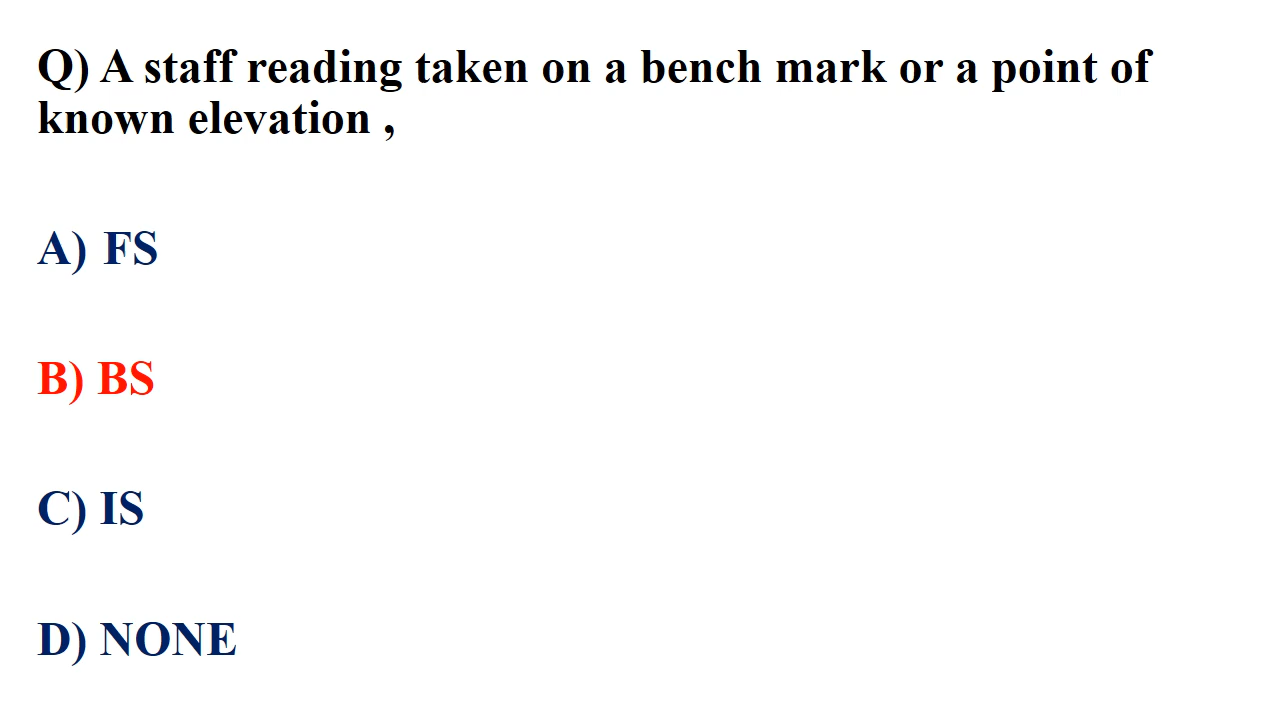 Q) A staff reading taken on a bench mark or a point of
known elevation ,
A) FS
B) BS
C) IS
D) NONE